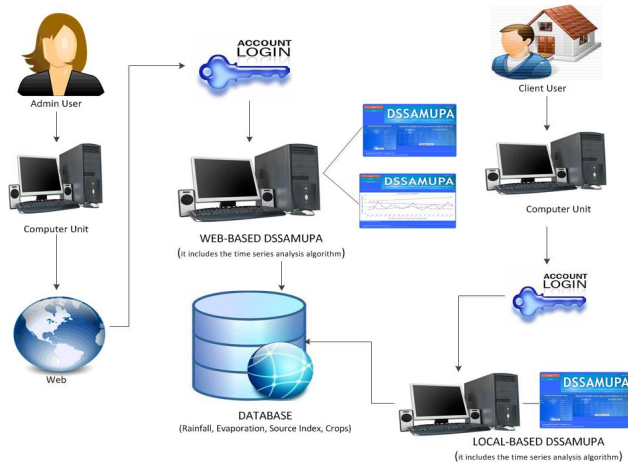 Admin User
Computer Unit
Web
ACCOUNT
LOGIN
WEB-BASED DSSAMUPA
(it includes the time series analysis algorithm)
DSSAMUPA
DSSAMUPA
DATABASE
(Rainfall, Evaporation, Source Index, Crops)
Client User
Computer Unit
ACCOUNT
LOGIN
DSSAMUPA
LOCAL-BASED DSSAMUPA
(it includes the time series analysis algorithm)